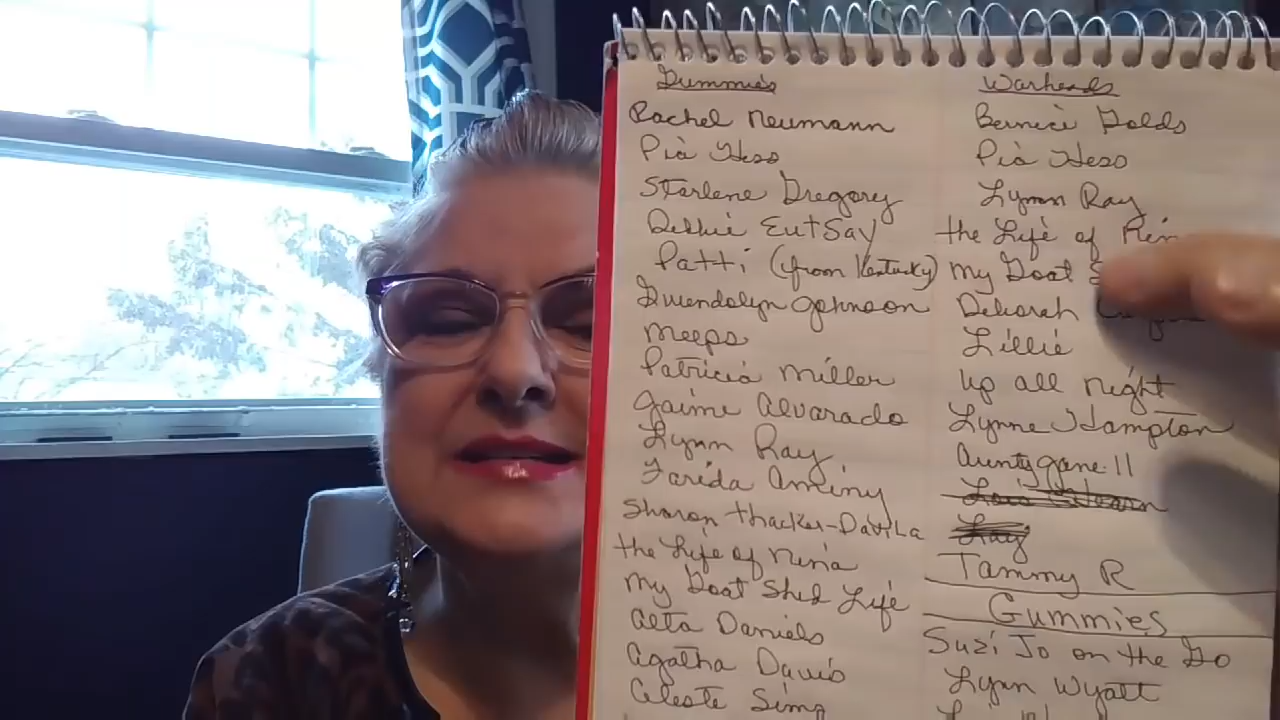 Gummies
Rachel Neumann
Pia Hess
Starlene Gregory
Debbie EutSay
Patti (from Kentucky)
Gwendolyn Johnson
Meeps
Patricia Miller
Jaime Alvarado
Lynn Ray
Farida Aminy
Sharon Thacker-Davila
the Life of Nina
My Goat Shed Life
Aleta Daniels
Agatha Davis
Celeste Sims
Warheads
Bernice Folds
Pia Hess
Lynn Ray
the Life of
My Goat
Deborah
Lillie
Up all night
Lynne Hampton
Auntyjane 11
Tammy R
Gummies
Suzi Jo on the Go
Lynn Wyatt